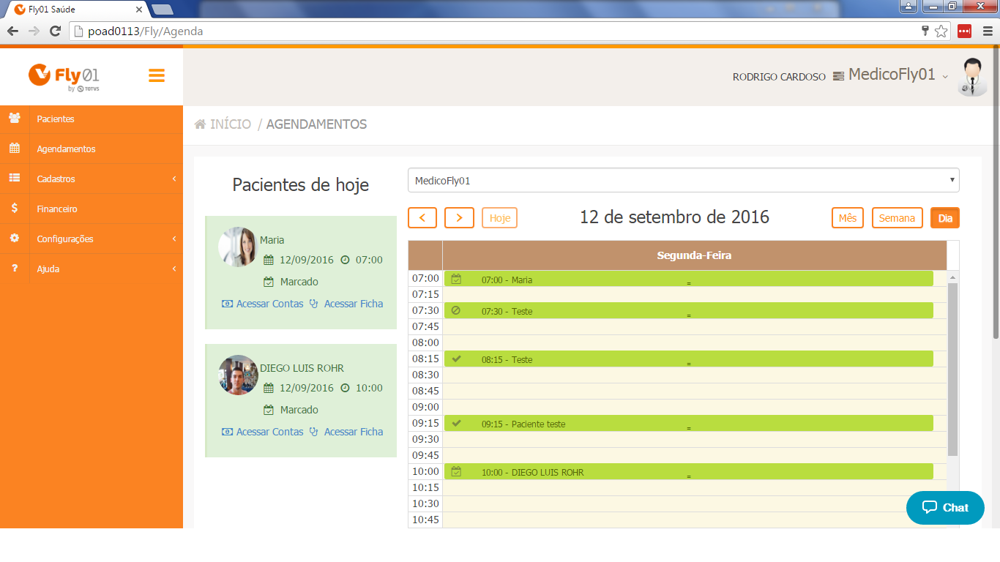 Fly01 Saúde
poad0113/Fly/Agenda
Fly01
by TOTVS
RODRIGO CARDOSO MedicoFly01
Pacientes
Agendamentos
Cadastros
Financeiro
Configurações
Ajuda
INÍCIO / AGENDAMENTOS
Pacientes de hoje
Maria
12/09/2016 07:00
Marcado
Acessar Contas Acessar Ficha
DIEGO LUIS ROHR
12/09/2016 10:00
Marcado
Acessar Contas Acessar Ficha
MedicoFly01
Hoje
12 de setembro de 2016
Mês Semana Dia
Segunda-Feira
07:00 07:00 - Maria
07:15
07:30 07:30 - Teste
07:45
08:00
08:15 08:15 - Teste
08:30
08:45
09:00
09:15 09:15 - Paciente teste
09:30
09:45
10:00 10:00 - DIEGO LUIS ROHR
10:15
10:30
10:45
Chat